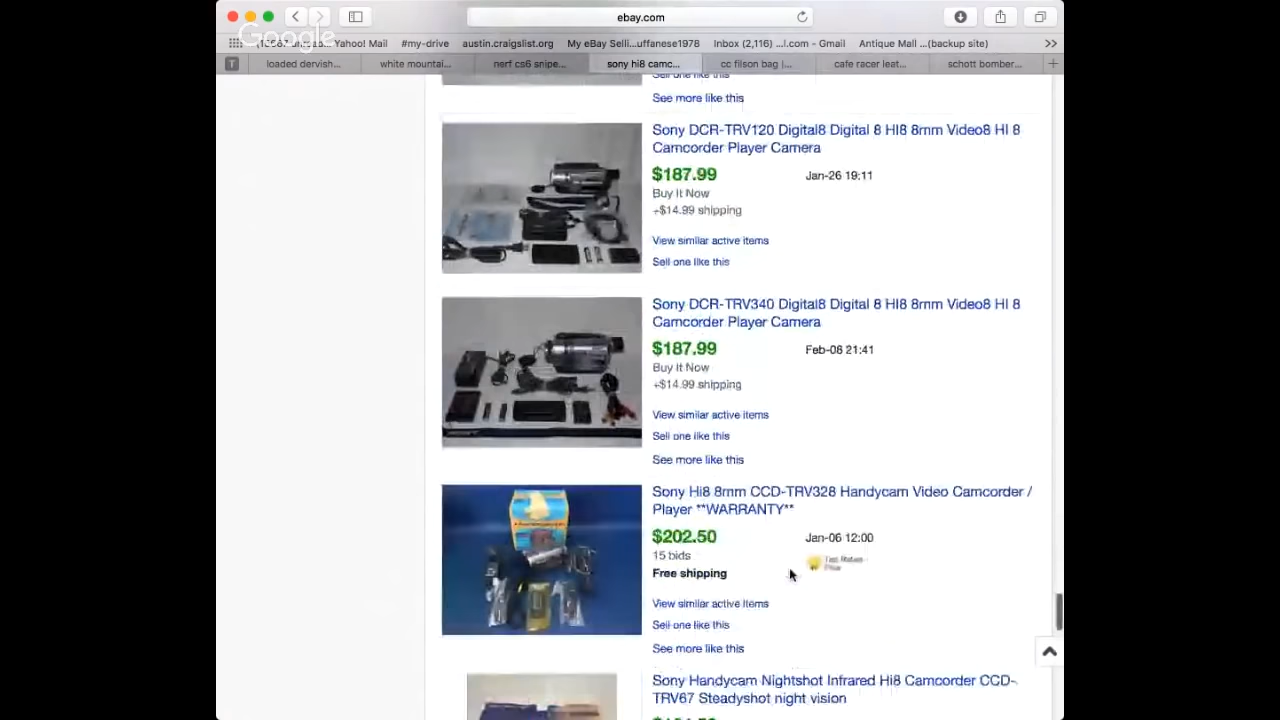 ebay.com
Google
Yahoo! Mail #my-drive austin.craigslist.org My eBay Selli...uffanese1978 Inbox (2,116) ...l.com - Gmail Antique Mall ...(backup site) >>
T loaded dervish... white mountai... nerf cs6 snipe... sony hi8 camc... cc filson bag |... cafe racer leat... schott bomber... +
Sell one like this
See more like this
Sony DCR-TRV120 Digital8 Digital 8 HI8 8mm Video8 HI 8
Camcorder Player Camera
$187.99 Jan-26 19:11
Buy It Now
+$14.99 shipping
View similar active items
Sell one like this
Sony DCR-TRV340 Digital8 Digital 8 HI8 8mm Video8 HI 8
Camcorder Player Camera
$187.99 Feb-06 21:41
Buy It Now
+$14.99 shipping
View similar active items
Sell one like this
See more like this
Sony Hi8 8mm CCD-TRV328 Handycam Video Camcorder /
Player **WARRANTY**
$202.50 Jan-06 12:00
15 bids
Free shipping
View similar active items
Sell one like this
See more like this
Sony Handycam Nightshot Infrared Hi8 Camcorder CCD-
TRV67 Steadyshot night vision